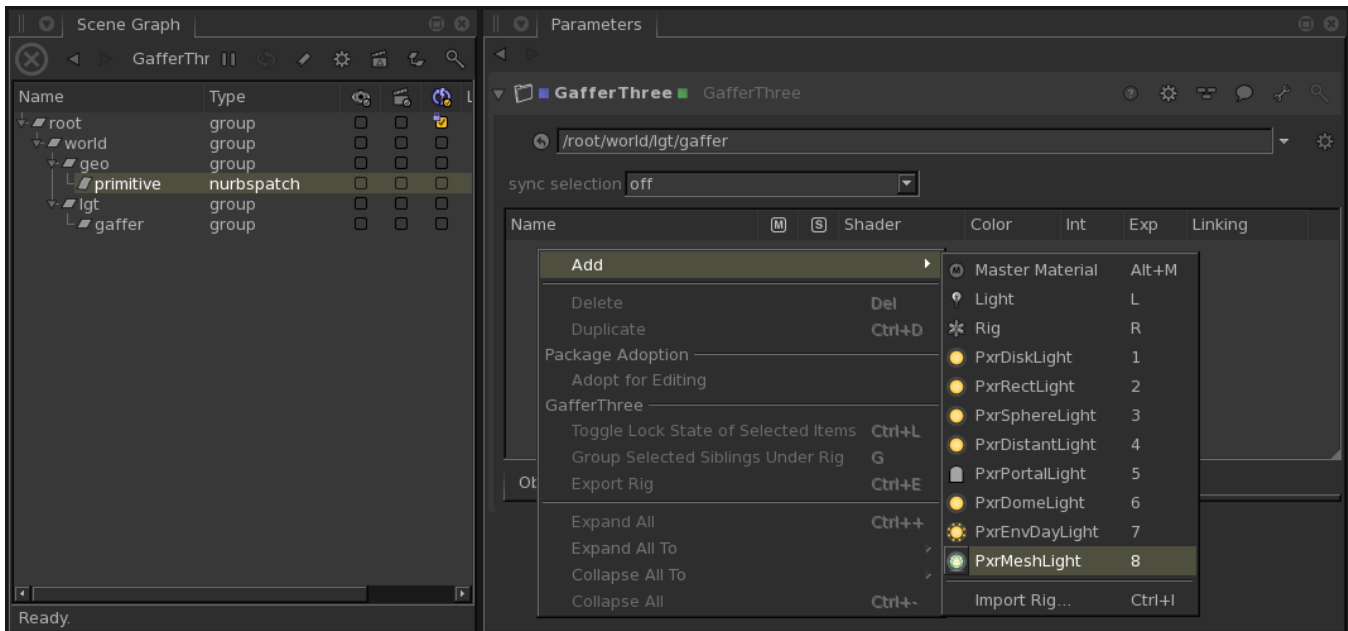 Scene Graph
GafferThr
Name Type L
root group
world group
geo group
primitive nurbspatch
lgt group
gaffer group
Ready.
Parameters
GafferThree GafferThree
/root/world/lgt/gaffer
sync selection off
Name M S Shader Color Int Exp Linking
Ob
Add
Delete Del
Duplicate Ctrl+D
Package Adoption
Adopt for Editing
GafferThree
Toggle Lock State of Selected Items Ctrl+L
Group Selected Siblings Under Rig G
Export Rig Ctrl+E
Expand All Ctrl++
Expand All To
Collapse All To
Collapse All Ctrl+-
Master Material Alt+M
Light L
Rig R
PxrDiskLight 1
PxrRectLight 2
PxrSphereLight 3
PxrDistantLight 4
PxrPortalLight 5
PxrDomeLight 6
PxrEnvDayLight 7
PxrMeshLight 8
Import Rig... Ctrl+I